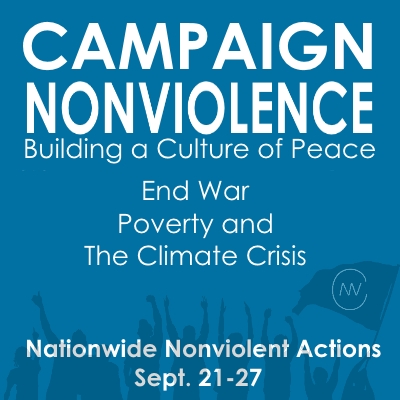 CAMPAIGN
NONVIOLENCE
Building a Culture of Peace
End War
Poverty and
The Climate Crisis
Nationwide Nonviolent Actions
Sept. 21-27